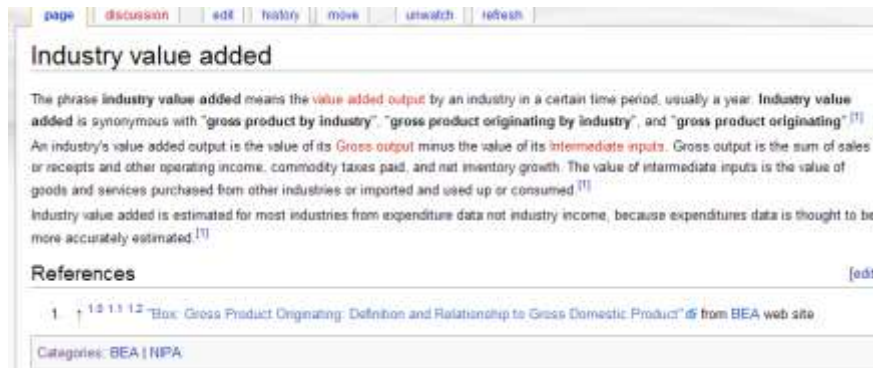 page discussion edit history move unwatch refresh
Industry value added
The phrase industry value added means the value added output by an industry in a certain time period, usually a year. Industry value
added is synonymous with "gross product by industry", "gross product originating by industry", and "gross product originating".[1]
An industry's value added output is the value of its Gross output minus the value of its Intermediate inputs. Gross output is the sum of sales
or receipts and other operating income, commodity taxes paid, and net inventory growth. The value of intermediate inputs is the value of
goods and services purchased from other industries or imported and used up or consumed.[1]
Industry value added is estimated for most industries from expenditure data not industry income, because expenditures data is thought to be
more accurately estimated.[1]
References [edit
1. ↑ 1.0 1.1 1.2 "Box: Gross Product Originating: Definition and Relationship to Gross Domestic Product" from BEA web site
Categories: BEA | NIPA